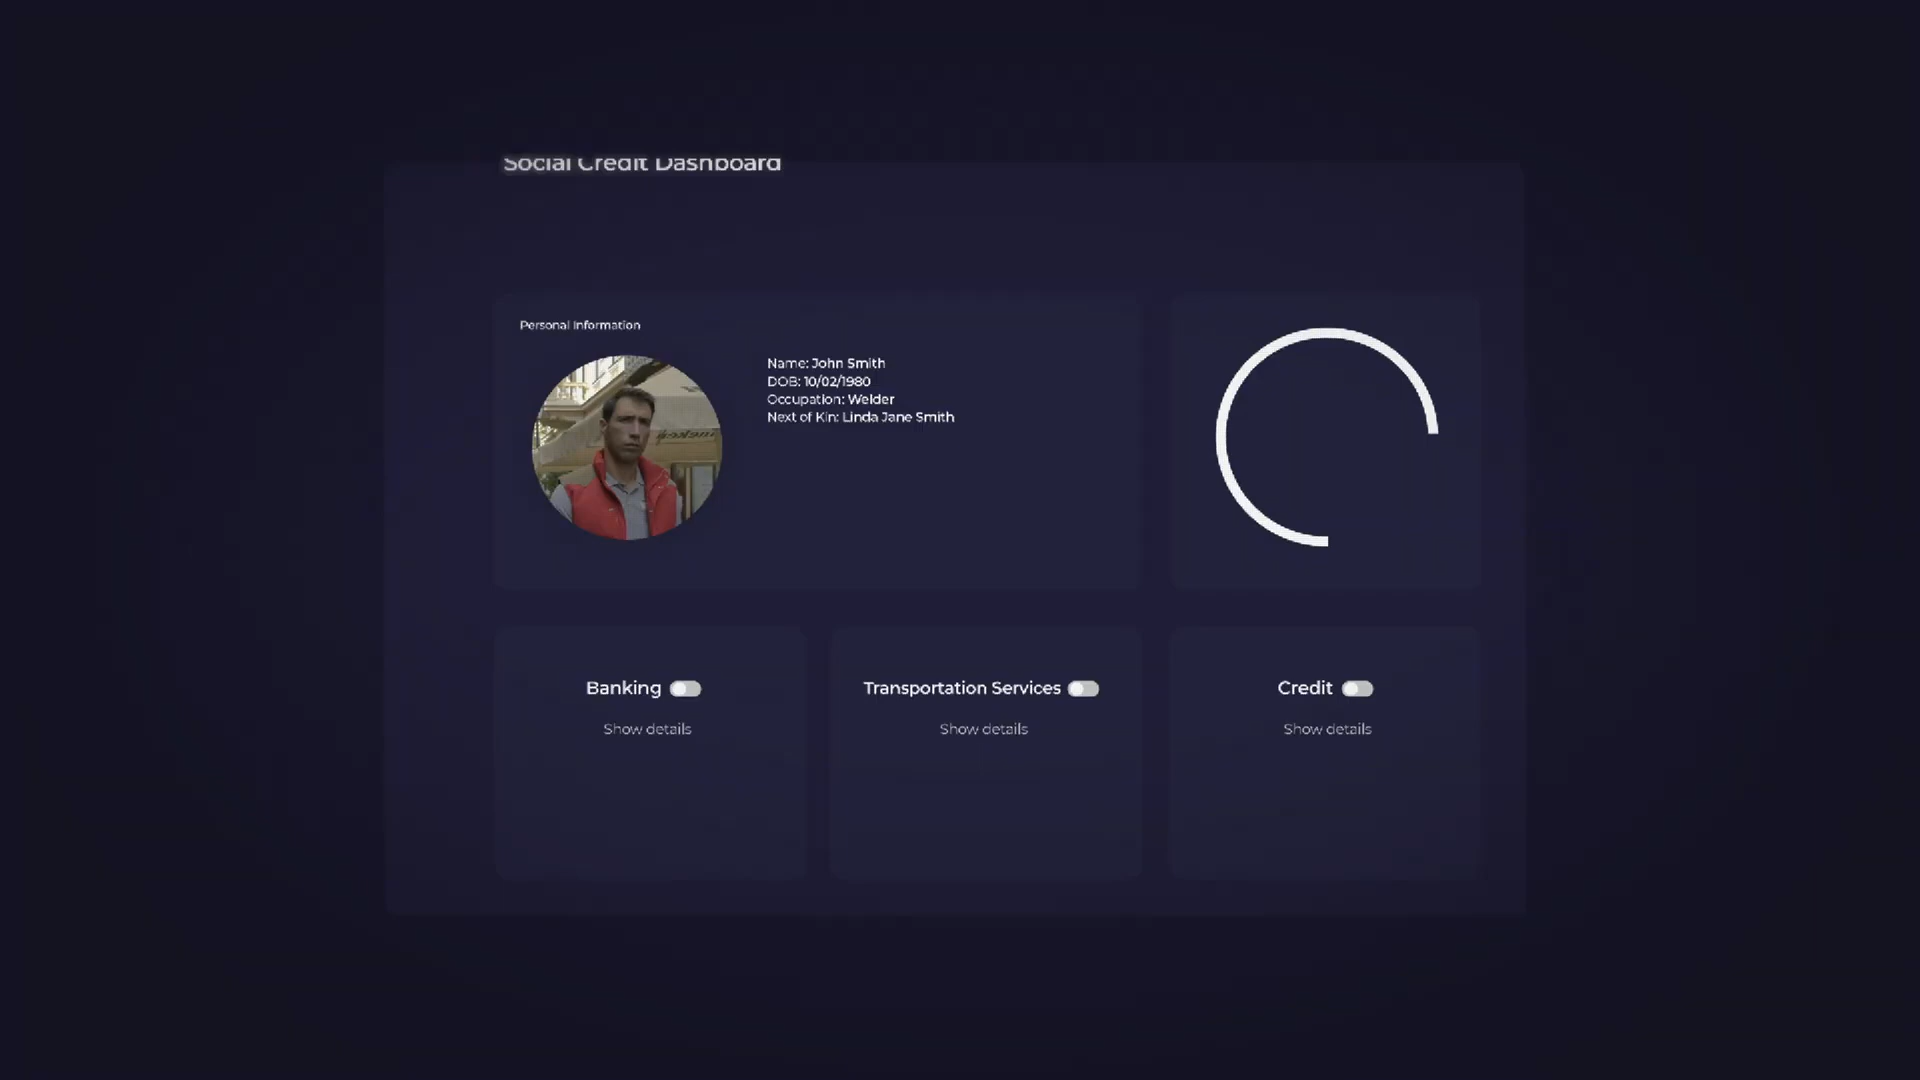 Social Credit Dashboard
Personal Information
Name: John Smith
DOB: 10/02/1980
Occupation: Welder
Next of Kin: Linda Jane Smith
Banking
Transportation Services
Credit
Show details
Show details
Show details